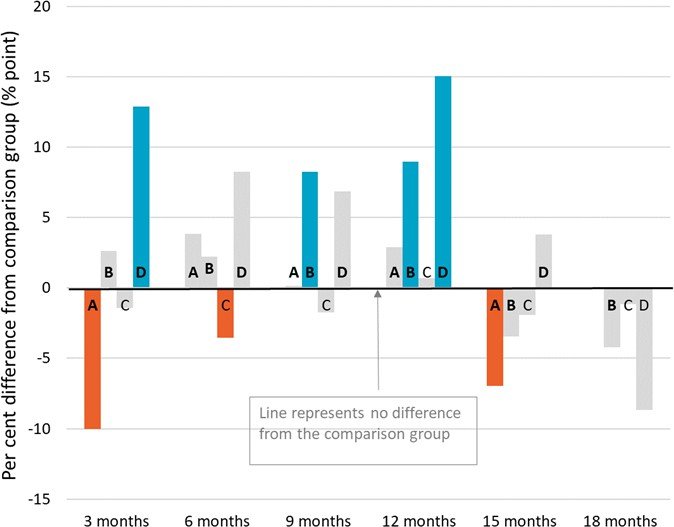 Per cent difference from comparison group (% point)
20
15
10
5
0
-5
-10
-15
A B C D
A B C D
A B C D
A B C D
A B C D
B C D
Line represents no difference
from the comparison group
3 months 6 months 9 months 12 months 15 months 18 months